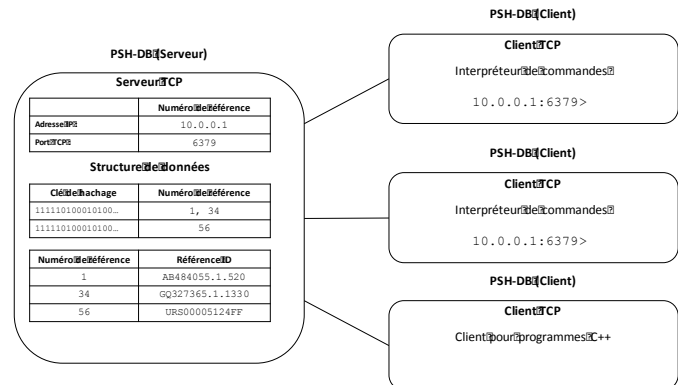 PSH-DB (Serveur)
Serveur TCP
Numéro de référence
Adresse IP 10.0.0.1
Port TCP 6379
Structure de données
Clé de hachage Numéro de référence
111110100010100… 1, 34
111110100010100… 56
Numéro de référence Référence ID
1 AB484055.1.520
34 GQ327365.1.1330
56 URS00005124FF
PSH-DB (Client)
Client TCP
Interpréteur de commandes
10.0.0.1:6379>
PSH-DB (Client)
Client TCP
Interpréteur de commandes
10.0.0.1:6379>
PSH-DB (Client)
Client TCP
Client pour programmes C++